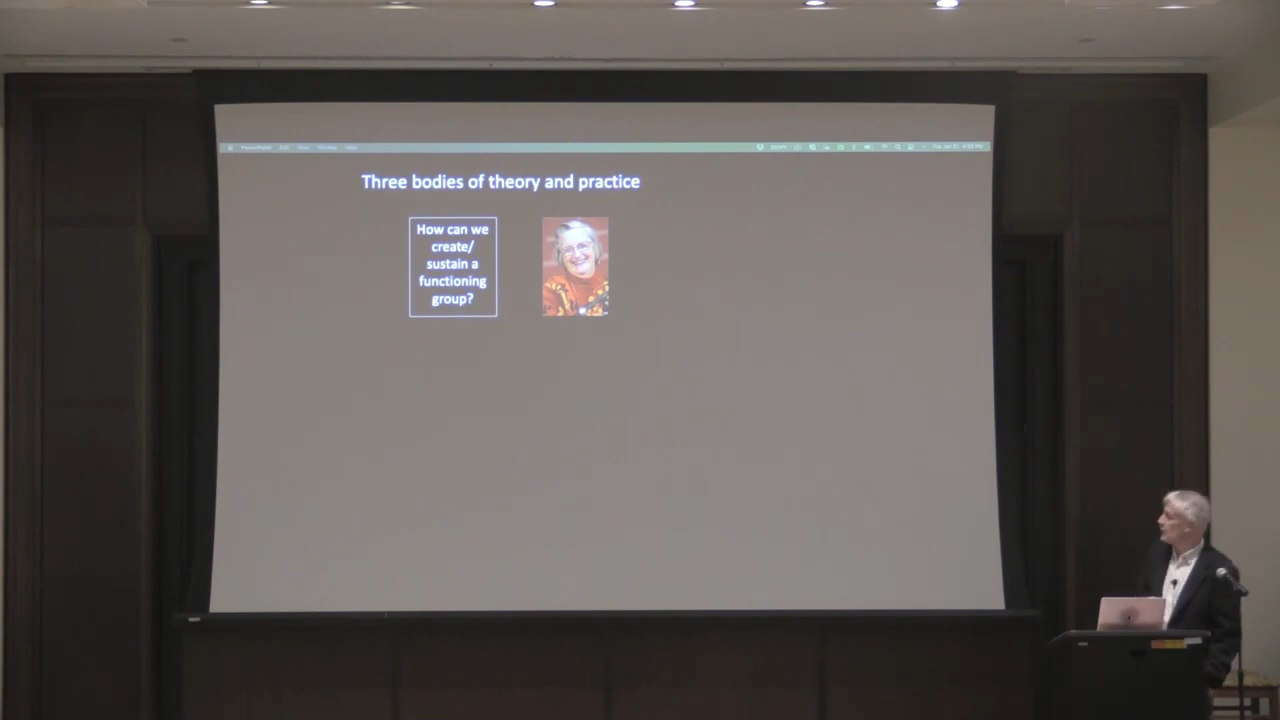 Three bodies of theory and practice
How can we
create/
sustain a
functioning
group?